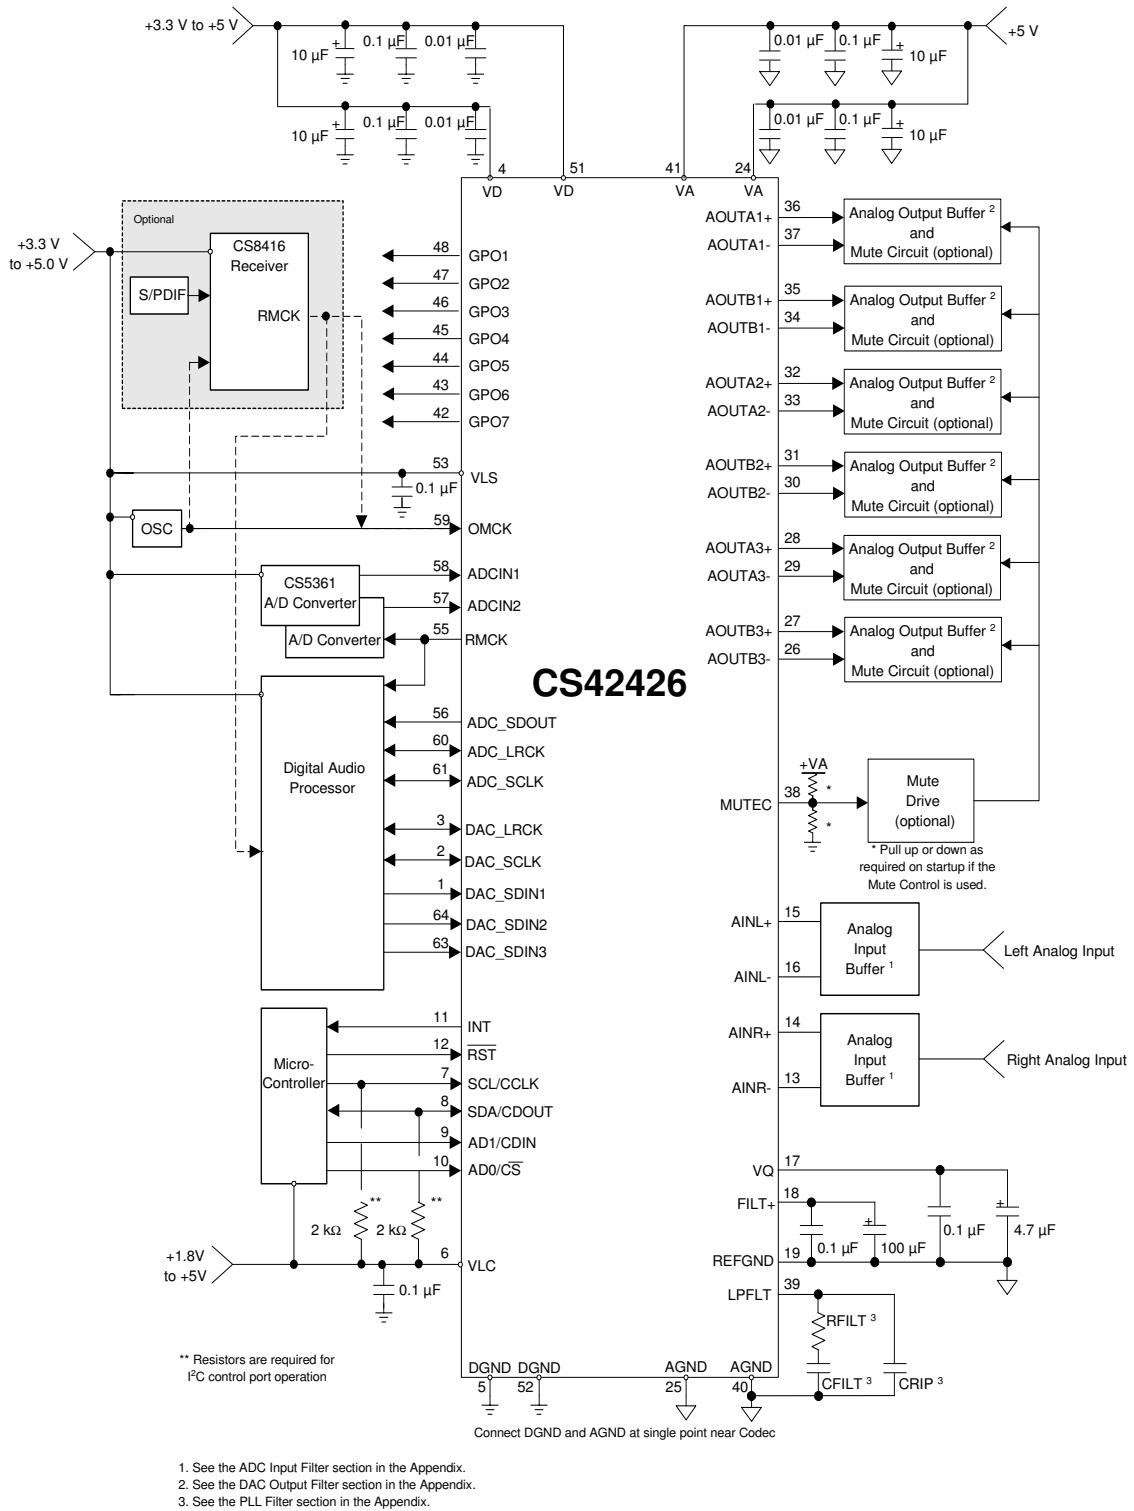 +3.3 V to +5 V
10 µF
+
0.1 µF
0.01 µF
10 µF
+
0.1 µF
0.01 µF
0.01 µF
0.1 µF
+
10 µF
+5 V
0.01 µF
0.1 µF
+
10 µF
4
51
41
24
VD
VD
VA
VA
Optional
+3.3 V
to +5.0 V
CS8416
Receiver
S/PDIF
RMCK
48
GPO1
47
GPO2
46
GPO3
45
GPO4
44
GPO5
43
GPO6
42
GPO7
53
VLS
0.1 µF
OSC
59
OMCK
CS5361
A/D Converter
A/D Converter
58
ADCIN1
57
ADCIN2
55
RMCK
CS42426
Digital Audio
Processor
56
ADC_SDOUT
60
ADC_LRCK
61
ADC_SCLK
3
DAC_LRCK
2
DAC_SCLK
1
DAC_SDIN1
64
DAC_SDIN2
63
DAC_SDIN3
Micro-
Controller
11
INT
12
RST
7
SCL/CCLK
8
SDA/CDOUT
9
AD1/CDIN
10
AD0/CS
**
**
2 kΩ
2 kΩ
+1.8V
to +5V
6
VLC
0.1 µF
** Resistors are required for
I²C control port operation
AOUTA1+
36
AOUTA1-
37
Analog Output Buffer 2
and
Mute Circuit (optional)
AOUTB1+
35
AOUTB1-
34
Analog Output Buffer 2
and
Mute Circuit (optional)
AOUTA2+
32
AOUTA2-
33
Analog Output Buffer 2
and
Mute Circuit (optional)
AOUTB2+
31
AOUTB2-
30
Analog Output Buffer 2
and
Mute Circuit (optional)
AOUTA3+
28
AOUTA3-
29
Analog Output Buffer 2
and
Mute Circuit (optional)
AOUTB3+
27
AOUTB3-
26
Analog Output Buffer 2
and
Mute Circuit (optional)
+VA
*
*
MUTEC
38
Mute
Drive
(optional)
* Pull up or down as
required on startup if the
Mute Control is used.
AINL+
15
AINL-
16
Analog
Input
Buffer 1
Left Analog Input
AINR+
14
AINR-
13
Analog
Input
Buffer 1
Right Analog Input
VQ
17
FILT+
18
+
0.1 µF
100 µF
0.1 µF
+
4.7 µF
REFGND
19
LPFLT
39
RFILT 3
CFILT 3
CRIP 3
DGND
DGND
AGND
AGND
5
52
25
40
Connect DGND and AGND at single point near Codec
1. See the ADC Input Filter section in the Appendix.
2. See the DAC Output Filter section in the Appendix.
3. See the PLL Filter section in the Appendix.